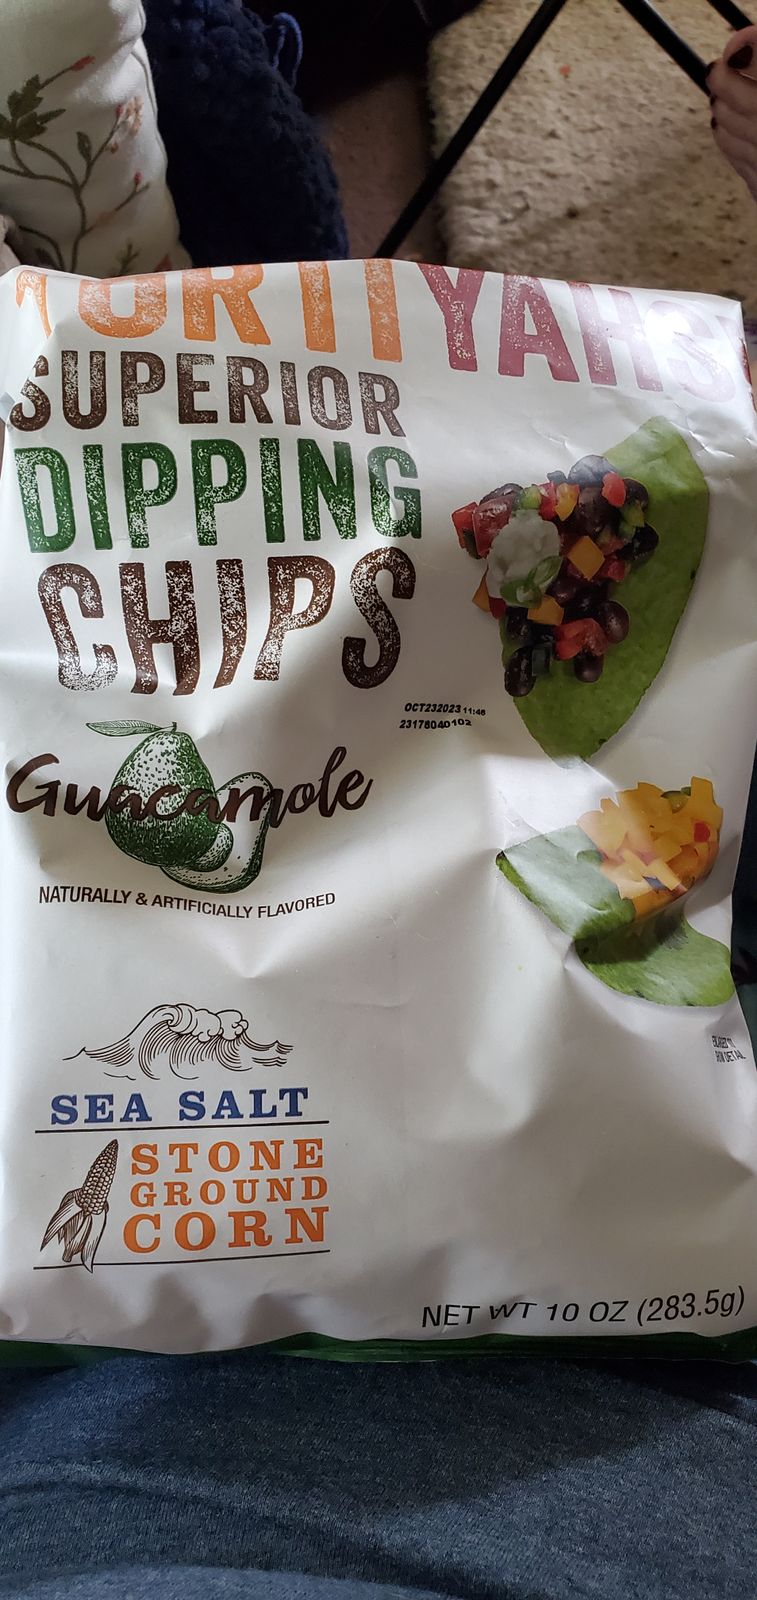 TORTIYAHS!
SUPERIOR
DIPPING
CHIPS
OCT232023 11:46
23178040102
Guacamole
NATURALLY & ARTIFICIALLY FLAVORED
SEA SALT
STONE
GROUND
CORN
NET WT 10 OZ (283.5g)